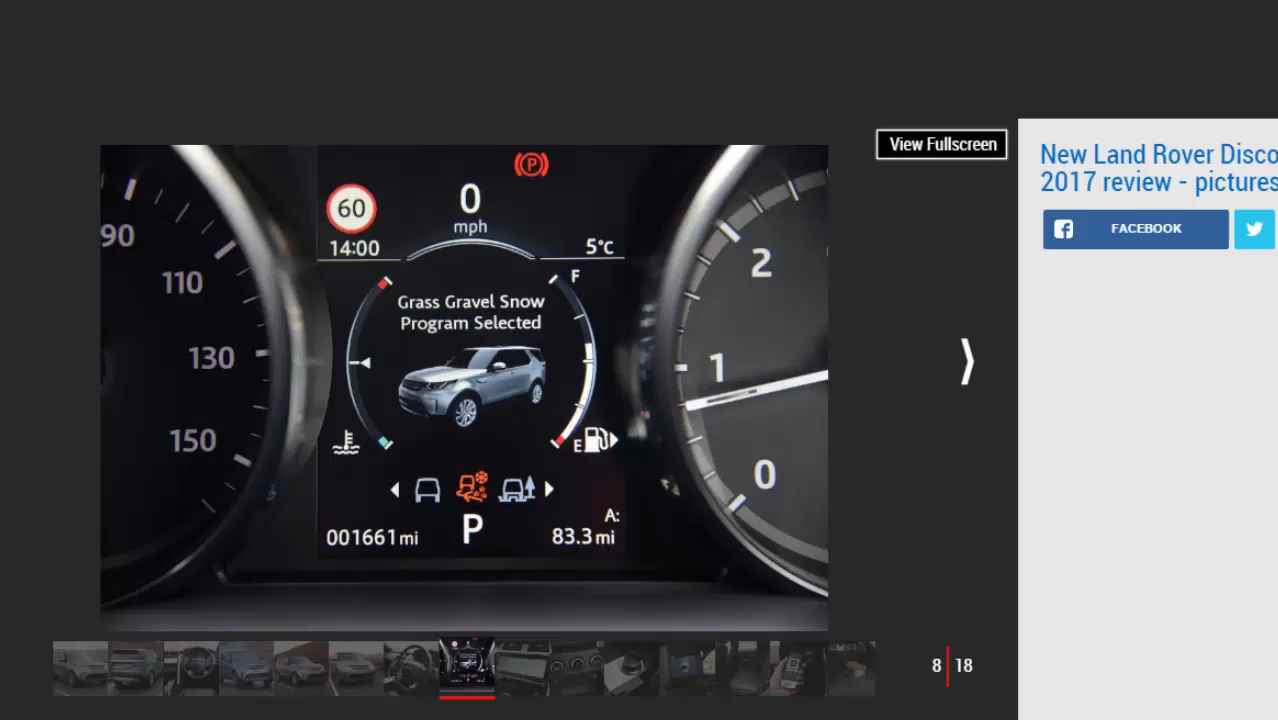 View Fullscreen
New Land Rover Disco
2017 review - pictures
FACEBOOK
60
0
mph
14:00
5°C
F
Grass Gravel Snow
Program Selected
E
P
001661 mi
A:
83.3 mi
90
110
130
150
2
1
0
8 18